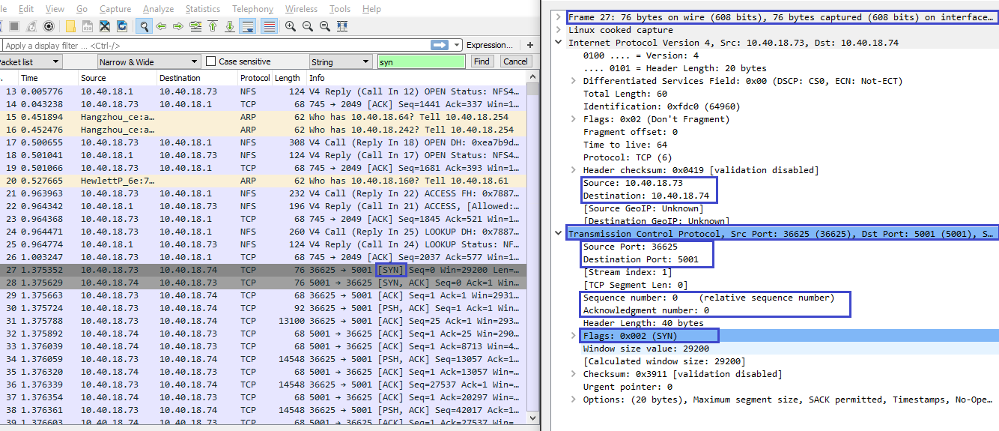 le Edit View Go Capture Analyze Statistics Telephony Wireless Tools Help
Apply a display filter ... <Ctrl-/> Expression... +
acket list Narrow & Wide Case sensitive String syn Find Cancel
. Time Source Destination Protocol Length Info
13 0.005776 10.40.18.1 10.40.18.73 NFS 124 V4 Reply (Call In 12) OPEN Status: NFS4…
14 0.043238 10.40.18.73 10.40.18.1 TCP 68 745 → 2049 [ACK] Seq=1441 Ack=337 Win=1…
15 0.451894 Hangzhou_ce:a… ARP 62 Who has 10.40.18.64? Tell 10.40.18.254
16 0.452476 Hangzhou_ce:a… ARP 62 Who has 10.40.18.242? Tell 10.40.18.254
17 0.500655 10.40.18.73 10.40.18.1 NFS 308 V4 Call (Reply In 18) OPEN DH: 0xea7b9d…
18 0.501041 10.40.18.1 10.40.18.73 NFS 124 V4 Reply (Call In 17) OPEN Status: NFS4…
19 0.501066 10.40.18.73 10.40.18.1 TCP 68 745 → 2049 [ACK] Seq=1681 Ack=393 Win=1…
20 0.527665 HewlettP_6e:7… ARP 62 Who has 10.40.18.160? Tell 10.40.18.61
21 0.963963 10.40.18.73 10.40.18.1 NFS 232 V4 Call (Reply In 22) ACCESS FH: 0x7887…
22 0.964342 10.40.18.1 10.40.18.73 NFS 196 V4 Reply (Call In 21) ACCESS, [Allowed:…
23 0.964368 10.40.18.73 10.40.18.1 TCP 68 745 → 2049 [ACK] Seq=1845 Ack=521 Win=1…
24 0.964471 10.40.18.73 10.40.18.1 NFS 260 V4 Call (Reply In 25) LOOKUP DH: 0x7887…
25 0.964774 10.40.18.1 10.40.18.73 NFS 124 V4 Reply (Call In 24) LOOKUP Status: NF…
26 1.003247 10.40.18.73 10.40.18.1 TCP 68 745 → 2049 [ACK] Seq=2037 Ack=577 Win=1…
27 1.375352 10.40.18.73 10.40.18.74 TCP 76 36625 → 5001 [SYN] Seq=0 Win=29200 Len=…
28 1.375629 10.40.18.74 10.40.18.73 TCP 76 5001 → 36625 [SYN, ACK] Seq=0 Ack=1 Win…
29 1.375663 10.40.18.73 10.40.18.74 TCP 68 36625 → 5001 [ACK] Seq=1 Ack=1 Win=2931…
30 1.375724 10.40.18.73 10.40.18.74 TCP 92 36625 → 5001 [PSH, ACK] Seq=1 Ack=1 Win…
31 1.375788 10.40.18.73 10.40.18.74 TCP 13100 36625 → 5001 [ACK] Seq=25 Ack=1 Win=293…
32 1.375892 10.40.18.74 10.40.18.73 TCP 68 5001 → 36625 [ACK] Seq=1 Ack=25 Win=290…
33 1.376039 10.40.18.74 10.40.18.73 TCP 68 5001 → 36625 [ACK] Seq=1 Ack=8713 Win=4…
34 1.376059 10.40.18.73 10.40.18.74 TCP 14548 36625 → 5001 [PSH, ACK] Seq=13057 Ack=1…
35 1.376320 10.40.18.74 10.40.18.73 TCP 68 5001 → 36625 [ACK] Seq=1 Ack=13057 Win=…
36 1.376339 10.40.18.73 10.40.18.74 TCP 14548 36625 → 5001 [ACK] Seq=27537 Ack=1 Win=…
37 1.376354 10.40.18.74 10.40.18.73 TCP 68 5001 → 36625 [ACK] Seq=1 Ack=20297 Win=…
38 1.376361 10.40.18.73 10.40.18.74 TCP 14548 36625 → 5001 [PSH, ACK] Seq=42017 Ack=1…
39 1.376603 10.40.18.74 10.40.18.73 TCP 68 5001 → 36625 [ACK] Seq=1 Ack=27537 Win=…
Frame 27: 76 bytes on wire (608 bits), 76 bytes captured (608 bits) on interface…
Linux cooked capture
Internet Protocol Version 4, Src: 10.40.18.73, Dst: 10.40.18.74
0100 .... = Version: 4
.... 0101 = Header Length: 20 bytes
Differentiated Services Field: 0x00 (DSCP: CS0, ECN: Not-ECT)
Total Length: 60
Identification: 0xfdc0 (64960)
Flags: 0x02 (Don't Fragment)
Fragment offset: 0
Time to live: 64
Protocol: TCP (6)
Header checksum: 0x0419 [validation disabled]
Source: 10.40.18.73
Destination: 10.40.18.74
[Source GeoIP: Unknown]
[Destination GeoIP: Unknown]
Transmission Control Protocol, Src Port: 36625 (36625), Dst Port: 5001 (5001), S…
Source Port: 36625
Destination Port: 5001
[Stream index: 1]
[TCP Segment Len: 0]
Sequence number: 0 (relative sequence number)
Acknowledgment number: 0
Header Length: 40 bytes
Flags: 0x002 (SYN)
Window size value: 29200
[Calculated window size: 29200]
Checksum: 0x3911 [validation disabled]
Urgent pointer: 0
Options: (20 bytes), Maximum segment size, SACK permitted, Timestamps, No-Ope…